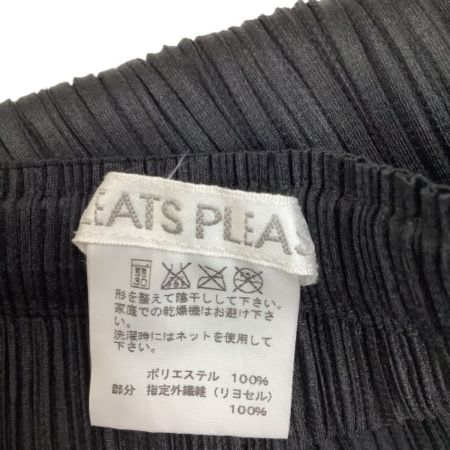 LEATS PLEAS
弱
30
形を整えて陰干しして下さい。
家庭での乾燥機はお避け下さい。
洗濯時にはネットを使用して
下さい。
ポリエステル 100%
部分 指定外繊維（リヨセル）
100%